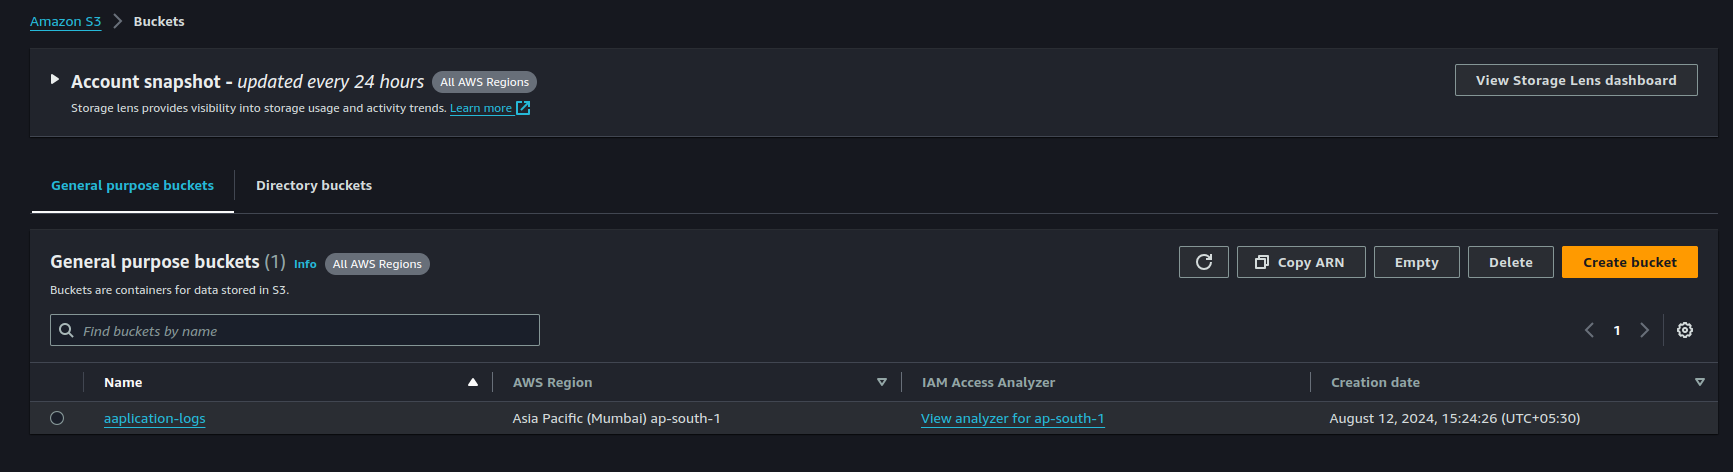 Amazon S3 > Buckets
Account snapshot - updated every 24 hours All AWS Regions
View Storage Lens dashboard
Storage lens provides visibility into storage usage and activity trends. Learn more
General purpose buckets Directory buckets
General purpose buckets (1) Info All AWS Regions
Copy ARN Empty Delete Create bucket
Buckets are containers for data stored in S3.
Find buckets by name
1
Name AWS Region IAM Access Analyzer Creation date
aaplication-logs Asia Pacific (Mumbai) ap-south-1 View analyzer for ap-south-1 August 12, 2024, 15:24:26 (UTC+05:30)